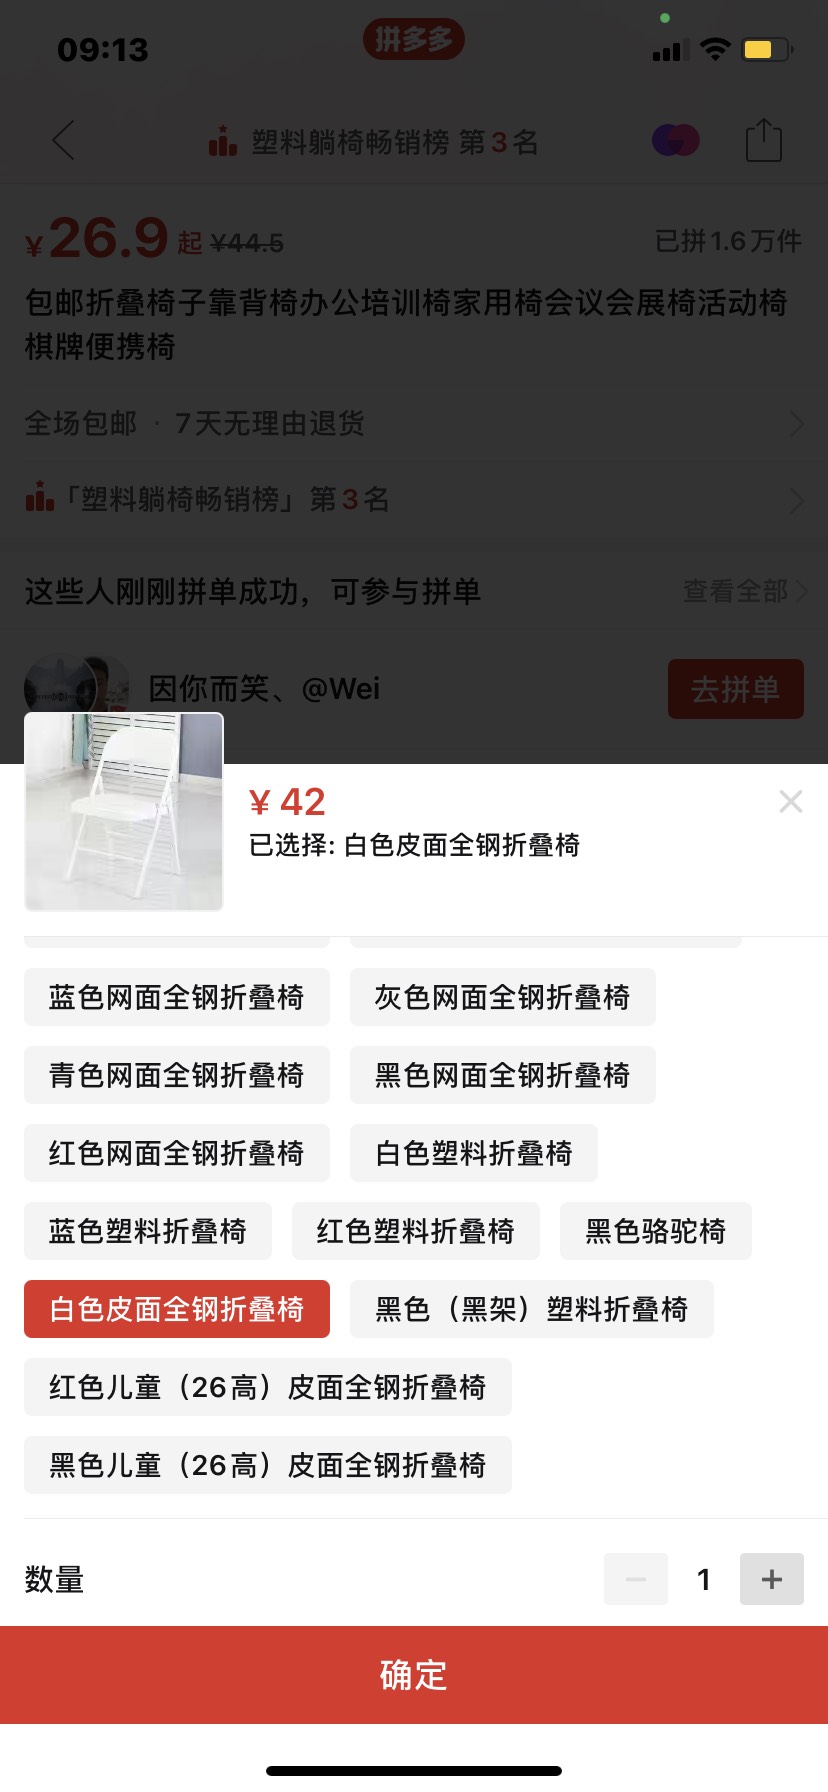 09:13
拼多多
塑料躺椅畅销榜 第3名
¥26.9起 ¥44.5 已拼1.6万件
包邮折叠椅子靠背椅办公培训椅家用椅会议会展椅活动椅
棋牌便携椅
全场包邮 · 7天无理由退货
「塑料躺椅畅销榜」第3名
这些人刚刚拼单成功，可参与拼单 查看全部
因你而笑、@Wei 去拼单
¥ 42
已选择: 白色皮面全钢折叠椅
蓝色网面全钢折叠椅 灰色网面全钢折叠椅
青色网面全钢折叠椅 黑色网面全钢折叠椅
红色网面全钢折叠椅 白色塑料折叠椅
蓝色塑料折叠椅 红色塑料折叠椅 黑色骆驼椅
白色皮面全钢折叠椅 黑色（黑架）塑料折叠椅
红色儿童（26高）皮面全钢折叠椅
黑色儿童（26高）皮面全钢折叠椅
数量 1
确定